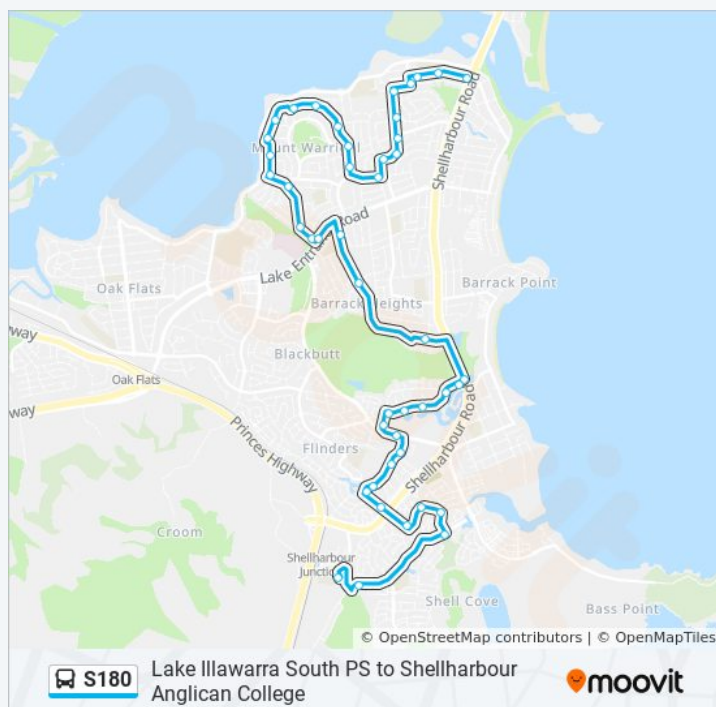 Shellharbour Road
Mount Warrigal
Lake Entrance Road
Barrack Point
Oak Flats
Barrack Heights
way
Blackbutt
Oak Flats
way
Princes Highway
Flinders
Shellharbour Road
Croom
Shellharbour
Junction
Shell Cove
Bass Point
© OpenStreetMap contributors | © OpenMapTiles
S180
Lake Illawarra South PS to Shellharbour
Anglican College
moovit